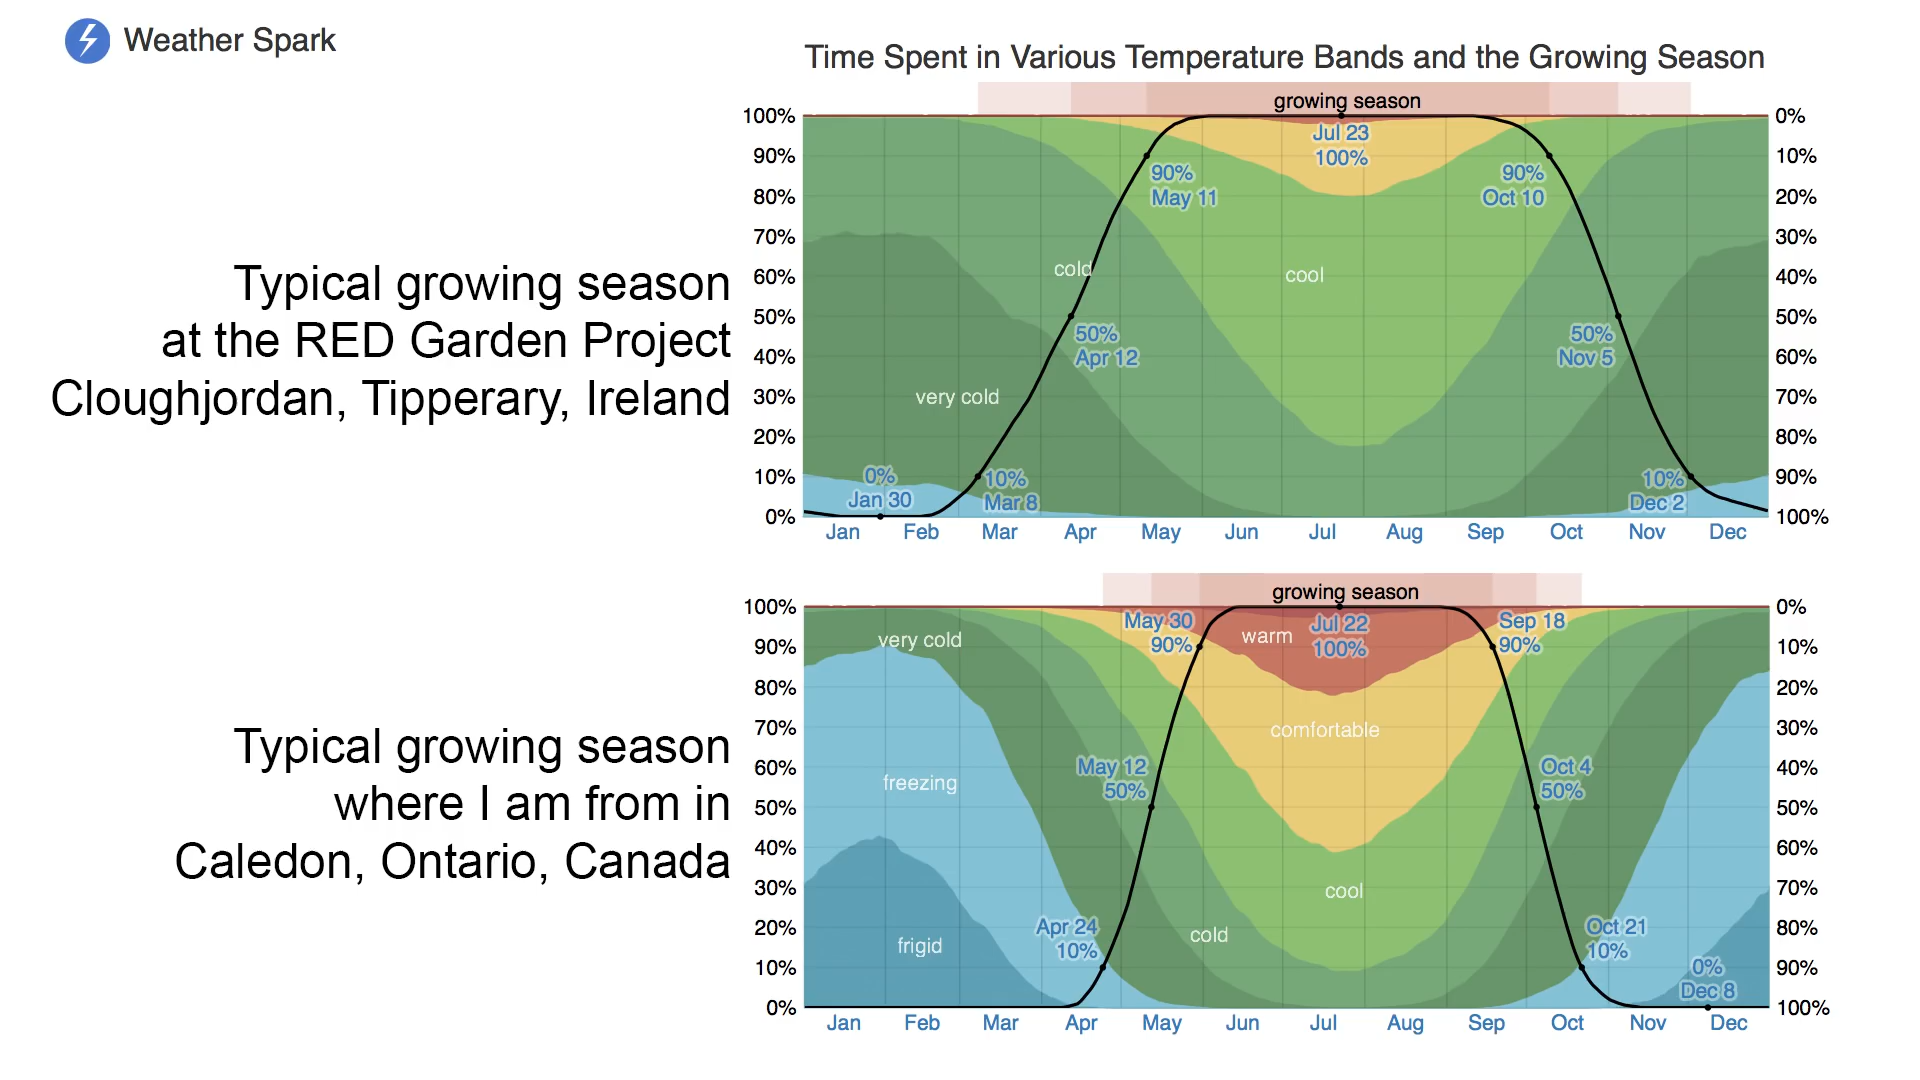 Weather Spark
Time Spent in Various Temperature Bands and the Growing Season
Typical growing season
at the RED Garden Project
Cloughjordan, Tipperary, Ireland
growing season
100%
90%
80%
70%
60%
50%
40%
30%
20%
10%
0%
0%
10%
20%
30%
40%
50%
60%
70%
80%
90%
100%
Jul 23
100%
90%
May 11
90%
Oct 10
cold
cool
50%
Apr 12
50%
Nov 5
very cold
0%
Jan 30
10%
Mar 8
10%
Dec 2
Jan Feb Mar Apr May Jun Jul Aug Sep Oct Nov Dec
Typical growing season
where I am from in
Caledon, Ontario, Canada
growing season
100%
90%
80%
70%
60%
50%
40%
30%
20%
10%
0%
0%
10%
20%
30%
40%
50%
60%
70%
80%
90%
100%
May 30
90%
warm
Jul 22
100%
Sep 18
90%
very cold
comfortable
May 12
50%
Oct 4
50%
freezing
cool
Apr 24
10%
cold
frigid
Oct 21
10%
0%
Dec 8
Jan Feb Mar Apr May Jun Jul Aug Sep Oct Nov Dec